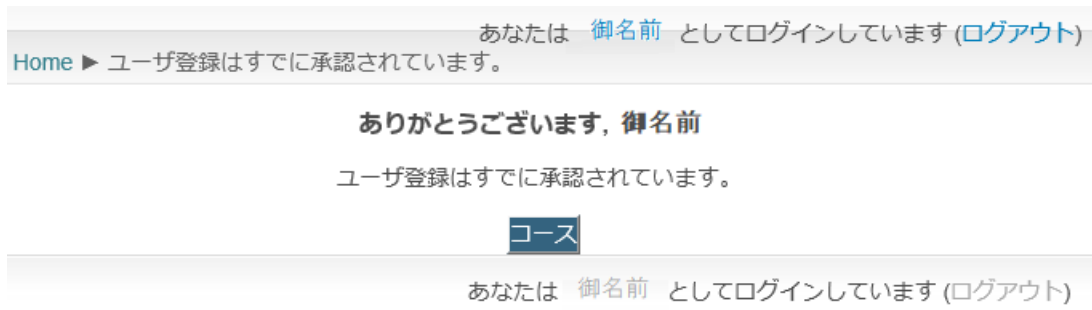 あなたは 御名前 としてログインしています (ログアウト)
Home ▶ ユーザ登録はすでに承認されています。
ありがとうございます, 御名前
ユーザ登録はすでに承認されています。
コース
あなたは 御名前 としてログインしています (ログアウト)